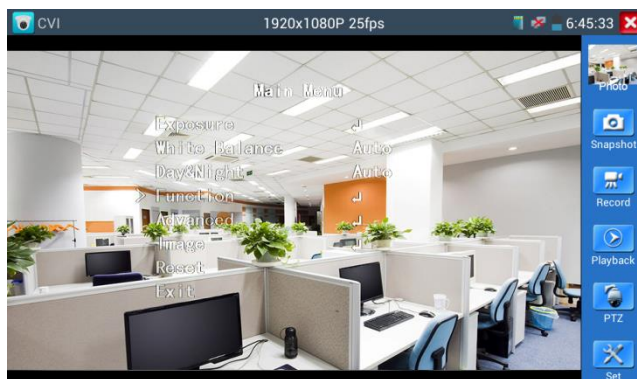 CVI 1920x1080P 25fps 6:45:33
Main Menu
Exposure ↲
White Balance Auto
Day&Night Auto
> Function ↲
Advanced ↲
Image ↲
Reset
Exit
Photo
Snapshot
Record
Playback
PTZ
Set